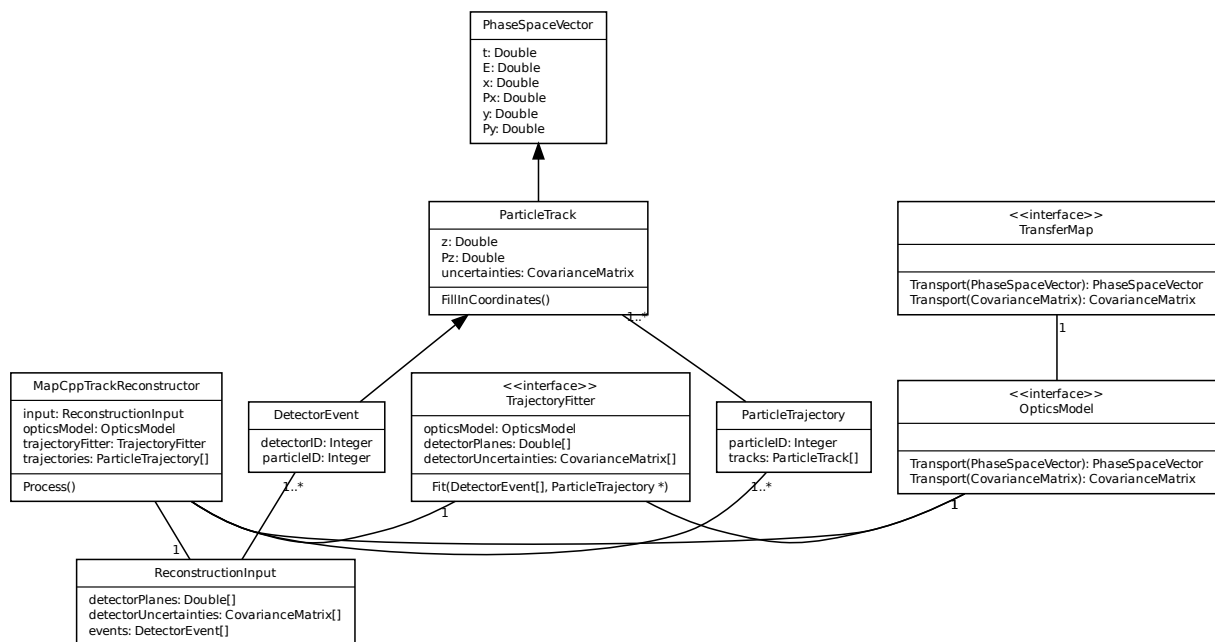 PhaseSpaceVector
t: Double
E: Double
x: Double
Px: Double
y: Double
Py: Double
ParticleTrack
z: Double
Pz: Double
uncertainties: CovarianceMatrix
FillInCoordinates()
1..*
<<interface>>
TransferMap
Transport(PhaseSpaceVector): PhaseSpaceVector
Transport(CovarianceMatrix): CovarianceMatrix
1
MapCppTrackReconstructor
input: ReconstructionInput
opticsModel: OpticsModel
trajectoryFitter: TrajectoryFitter
trajectories: ParticleTrajectory[]
Process()
DetectorEvent
detectorID: Integer
particleID: Integer
1..*
<<interface>>
TrajectoryFitter
opticsModel: OpticsModel
detectorPlanes: Double[]
detectorUncertainties: CovarianceMatrix[]
Fit(DetectorEvent[], ParticleTrajectory *)
1
ParticleTrajectory
particleID: Integer
tracks: ParticleTrack[]
1..*
<<interface>>
OpticsModel
Transport(PhaseSpaceVector): PhaseSpaceVector
Transport(CovarianceMatrix): CovarianceMatrix
1
1
ReconstructionInput
detectorPlanes: Double[]
detectorUncertainties: CovarianceMatrix[]
events: DetectorEvent[]